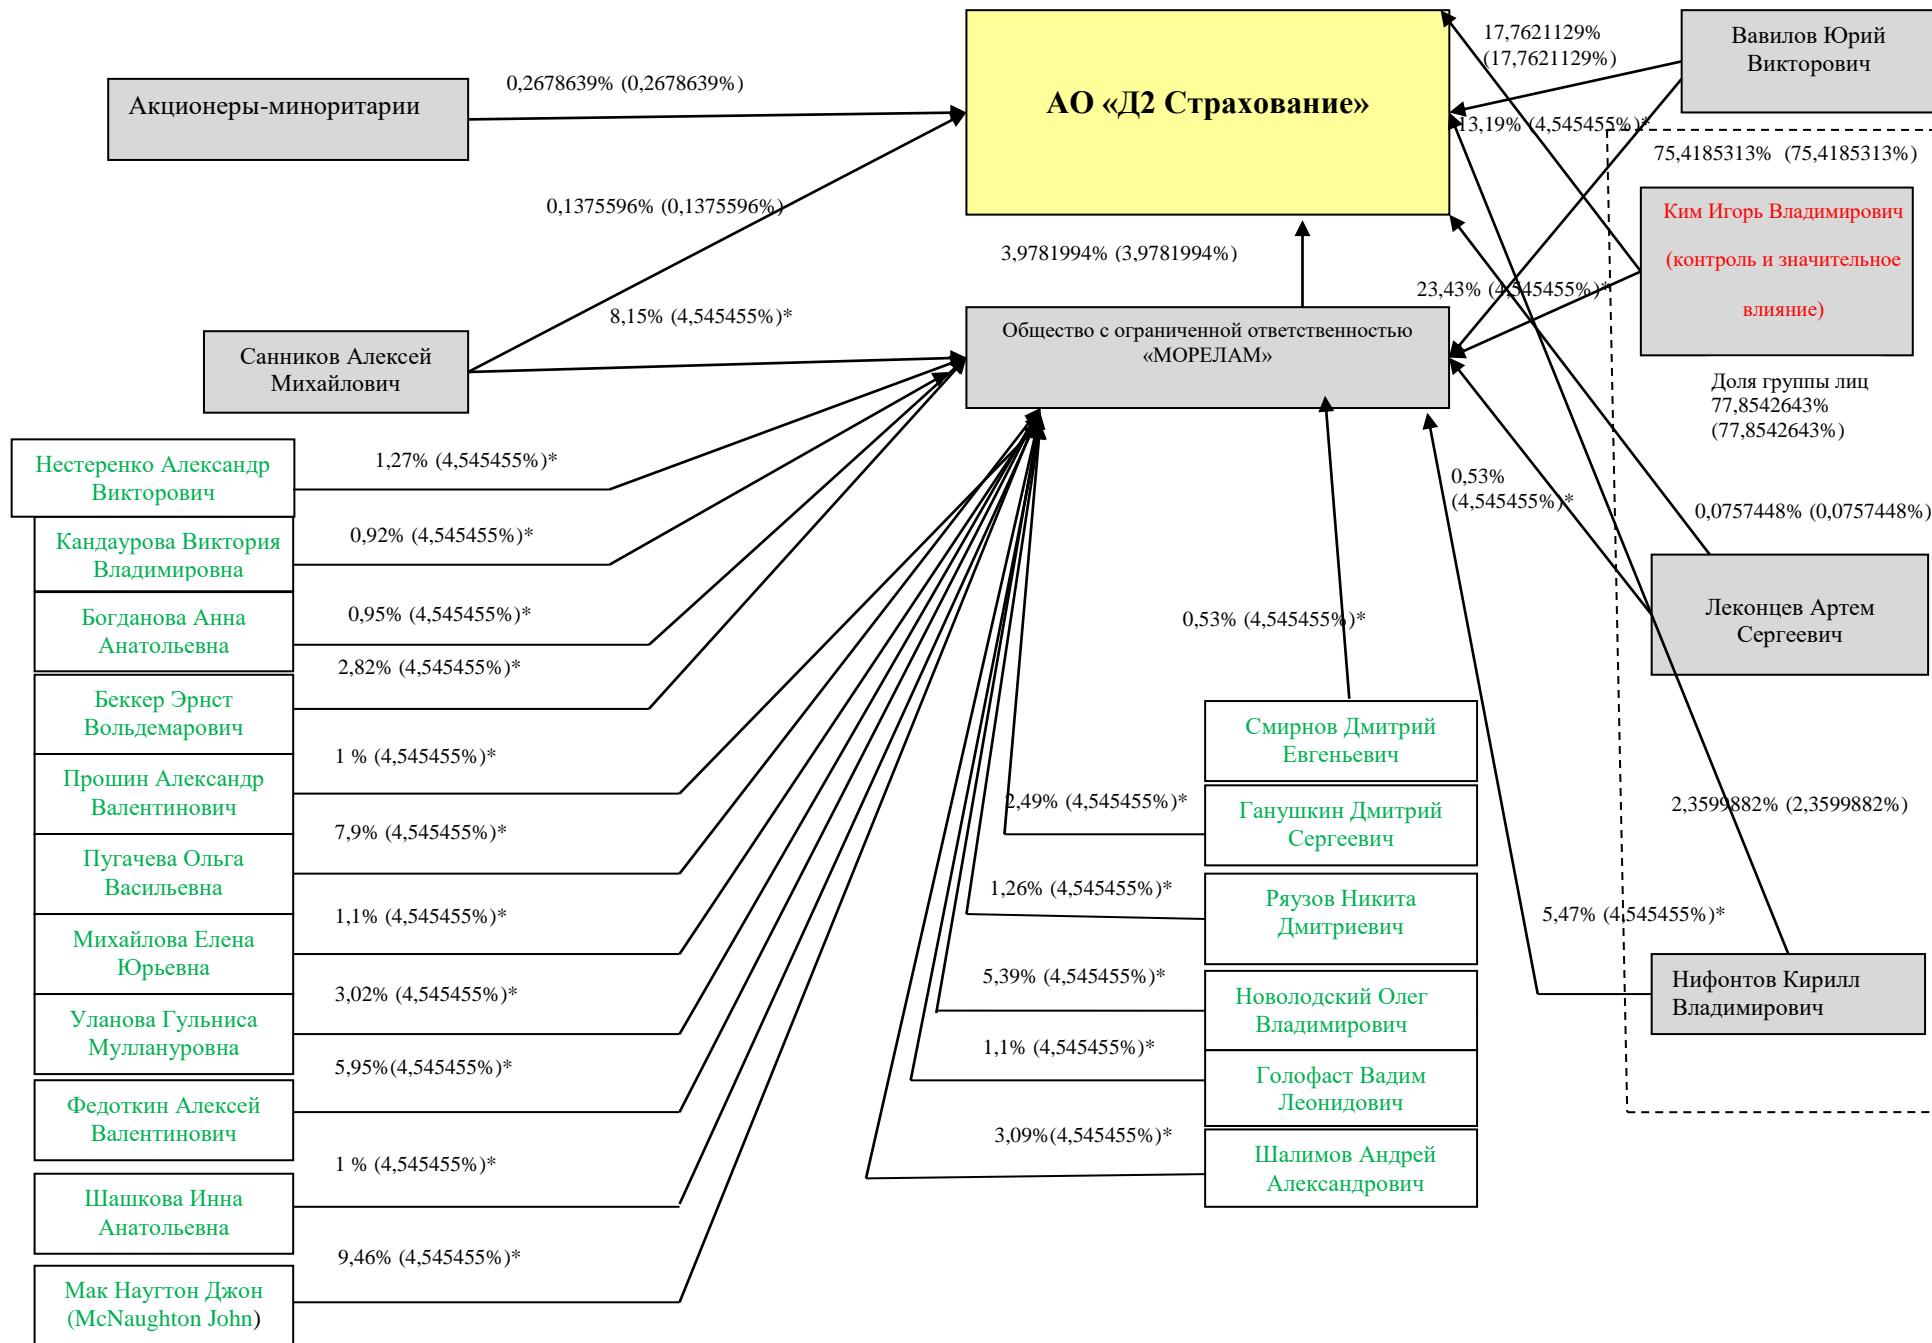 АО «Д2 Страхование»
17,7621129%
(17,7621129%)
Вавилов Юрий
Викторович
Акционеры-миноритарии
0,2678639% (0,2678639%)
13,19% (4,545455%)*
75,4185313% (75,4185313%)
0,1375596% (0,1375596%)
3,9781994% (3,9781994%)
Ким Игорь Владимирович
(контроль и значительное
влияние)
23,43% (4,545455%)*
8,15% (4,545455%)*
Общество с ограниченной ответственностью
«МОРЕЛАМ»
Санников Алексей
Михайлович
Доля группы лиц
77,8542643%
(77,8542643%)
Нестеренко Александр
Викторович
1,27% (4,545455%)*
0,53%
(4,545455%)*
0,0757448% (0,0757448%)
Кандаурова Виктория
Владимировна
0,92% (4,545455%)*
Леконцев Артем
Сергеевич
Богданова Анна
Анатольевна
0,95% (4,545455%)*
0,53% (4,545455%)*
2,82% (4,545455%)*
Беккер Эрнст
Вольдемарович
Смирнов Дмитрий
Евгеньевич
1 % (4,545455%)*
Прошин Александр
Валентинович
2,49% (4,545455%)*
Ганушкин Дмитрий
Сергеевич
2,3599882% (2,3599882%)
7,9% (4,545455%)*
Пугачева Ольга
Васильевна
1,26% (4,545455%)*
Ряузов Никита
Дмитриевич
1,1% (4,545455%)*
5,47% (4,545455%)*
Михайлова Елена
Юрьевна
5,39% (4,545455%)*
Новолодский Олег
Владимирович
Нифонтов Кирилл
Владимирович
3,02% (4,545455%)*
Уланова Гульниса
Муллануровна
1,1% (4,545455%)*
Голофаст Вадим
Леонидович
5,95%(4,545455%)*
Федоткин Алексей
Валентинович
3,09%(4,545455%)*
Шалимов Андрей
Александрович
1 % (4,545455%)*
Шашкова Инна
Анатольевна
9,46% (4,545455%)*
Мак Наугтон Джон
(McNaughton John)